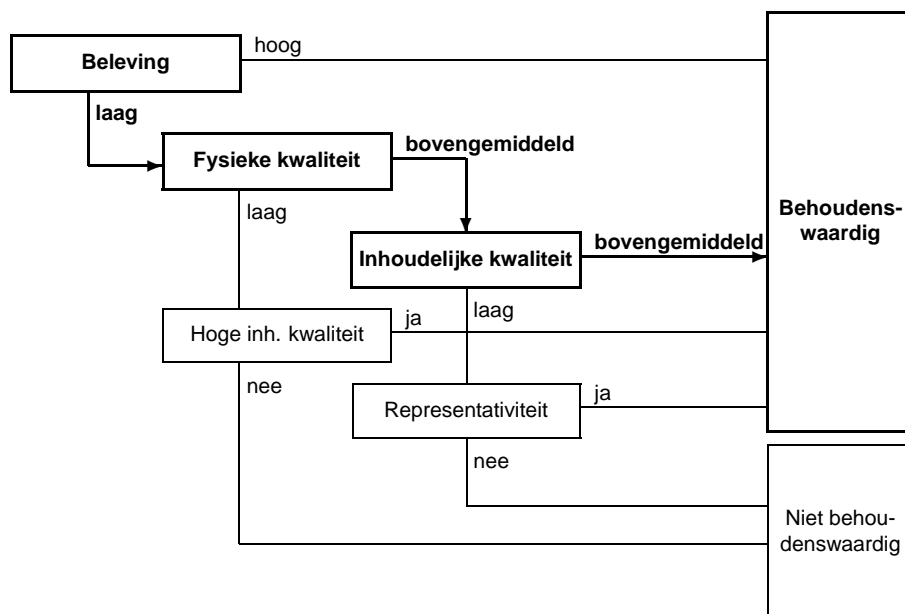 hoog
Beleving
laag
bovengemiddeld
Fysieke kwaliteit
laag
Behoudens-
waardig
bovengemiddeld
Inhoudelijke kwaliteit
laag
ja
Hoge inh. kwaliteit
nee
ja
Representativiteit
nee
Niet behou-
denswaardig